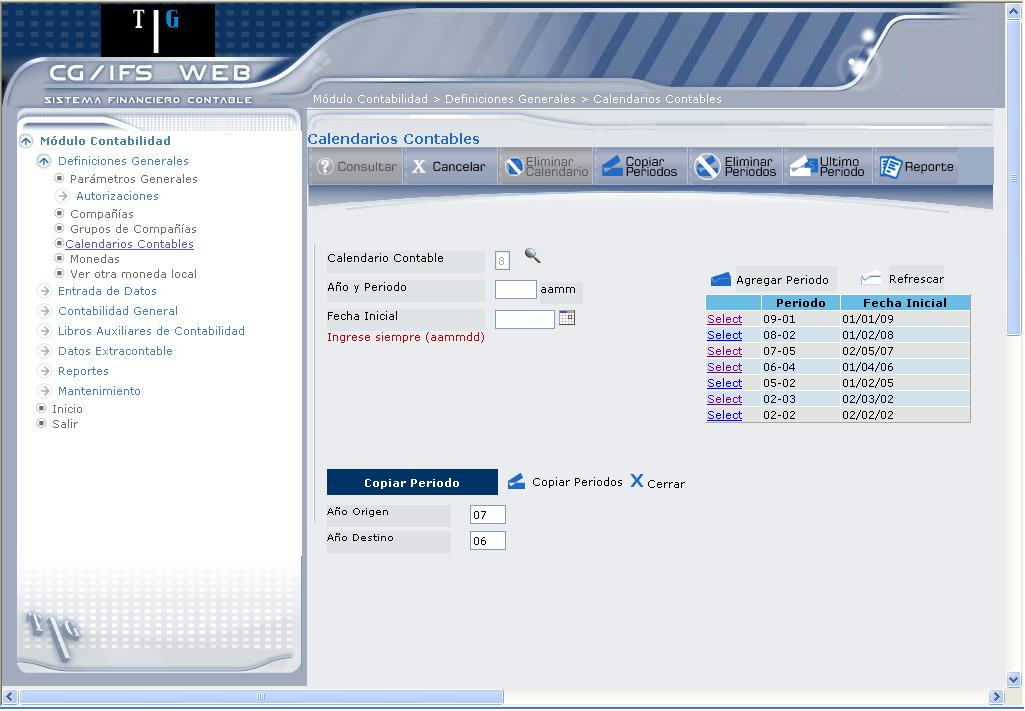 T G
CG/IFS WEB
SISTEMA FINANCIERO CONTABLE
Módulo Contabilidad > Definiciones Generales > Calendarios Contables
Módulo Contabilidad
Definiciones Generales
Parámetros Generales
Autorizaciones
Compañías
Grupos de Compañías
Calendarios Contables
Monedas
Ver otra moneda local
Entrada de Datos
Contabilidad General
Libros Auxiliares de Contabilidad
Datos Extracontable
Reportes
Mantenimiento
Inicio
Salir
T G
Calendarios Contables
Consultar
X Cancelar
Eliminar
Calendario
Copiar
Periodos
Eliminar
Periodos
Ultimo
Periodo
Reporte
Calendario Contable 8
Año y Periodo aamm
Fecha Inicial
Ingrese siempre (aammdd)
Agregar Periodo Refrescar
Periodo Fecha Inicial
Select 09-01 01/01/09
Select 08-02 01/02/08
Select 07-05 02/05/07
Select 06-04 01/04/06
Select 05-02 01/02/05
Select 02-03 02/03/02
Select 02-02 02/02/02
Copiar Periodo Copiar Periodos X Cerrar
Año Origen 07
Año Destino 06